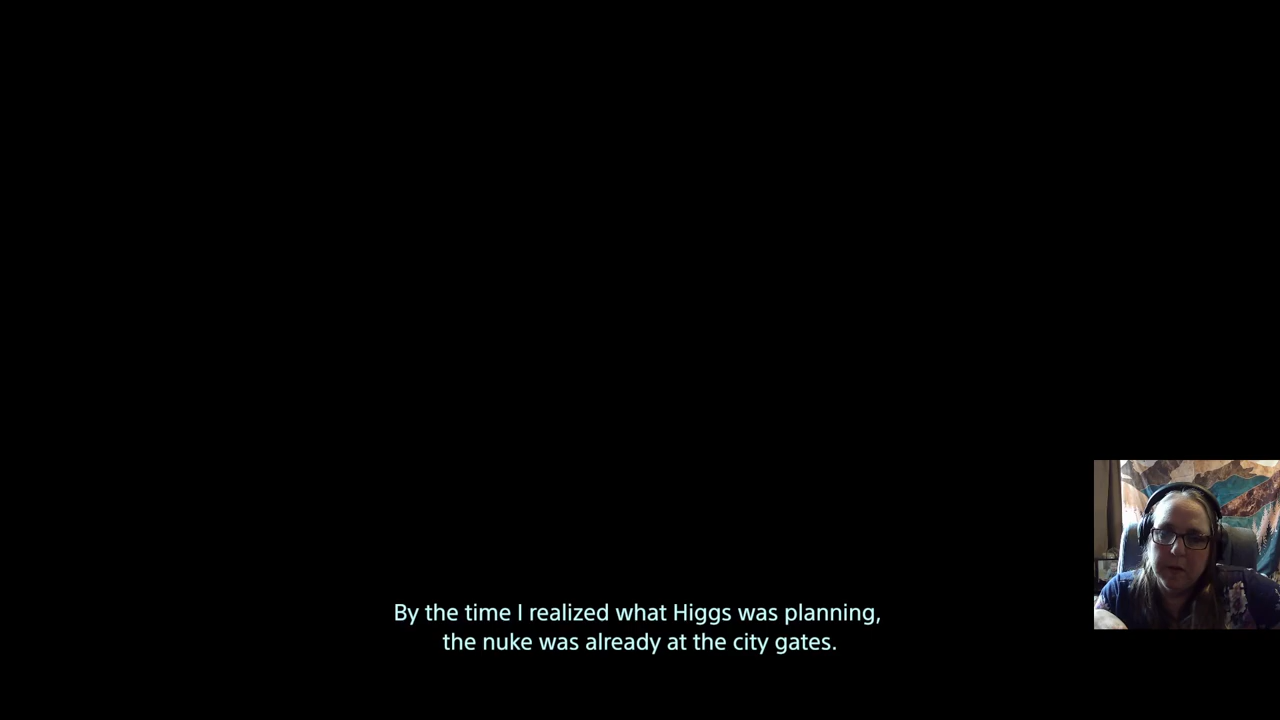 By the time I realized what Higgs was planning,
the nuke was already at the city gates.